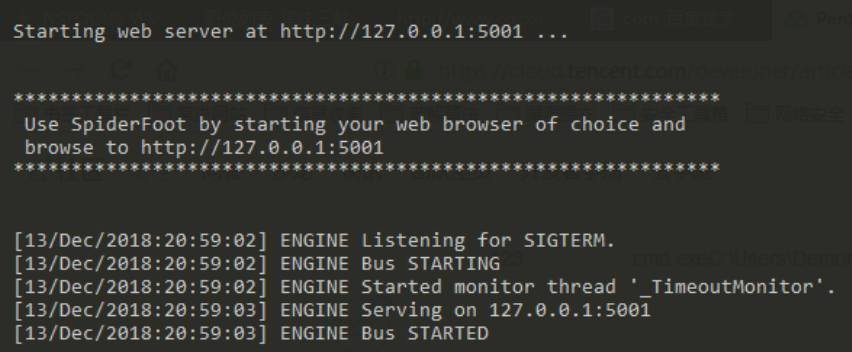 Starting web server at http://127.0.0.1:5001 ...
*************************************************************
Use SpiderFoot by starting your web browser of choice and
browse to http://127.0.0.1:5001
*************************************************************
[13/Dec/2018:20:59:02] ENGINE Listening for SIGTERM.
[13/Dec/2018:20:59:02] ENGINE Bus STARTING
[13/Dec/2018:20:59:02] ENGINE Started monitor thread '_TimeoutMonitor'.
[13/Dec/2018:20:59:03] ENGINE Serving on 127.0.0.1:5001
[13/Dec/2018:20:59:03] ENGINE Bus STARTED